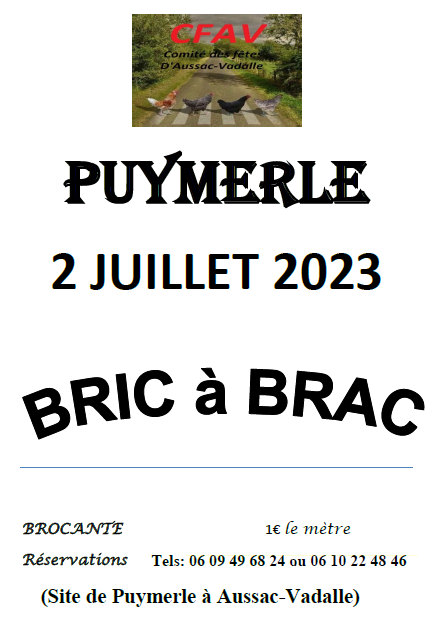 CFAV
Comité des fêtes
D'Aussac-Vadalle
PUYMERLE
2 JUILLET 2023
BRIC à BRAC
BROCANTE 1€ le mètre
Réservations Tels: 06 09 49 68 24 ou 06 10 22 48 46
(Site de Puymerle à Aussac-Vadalle)